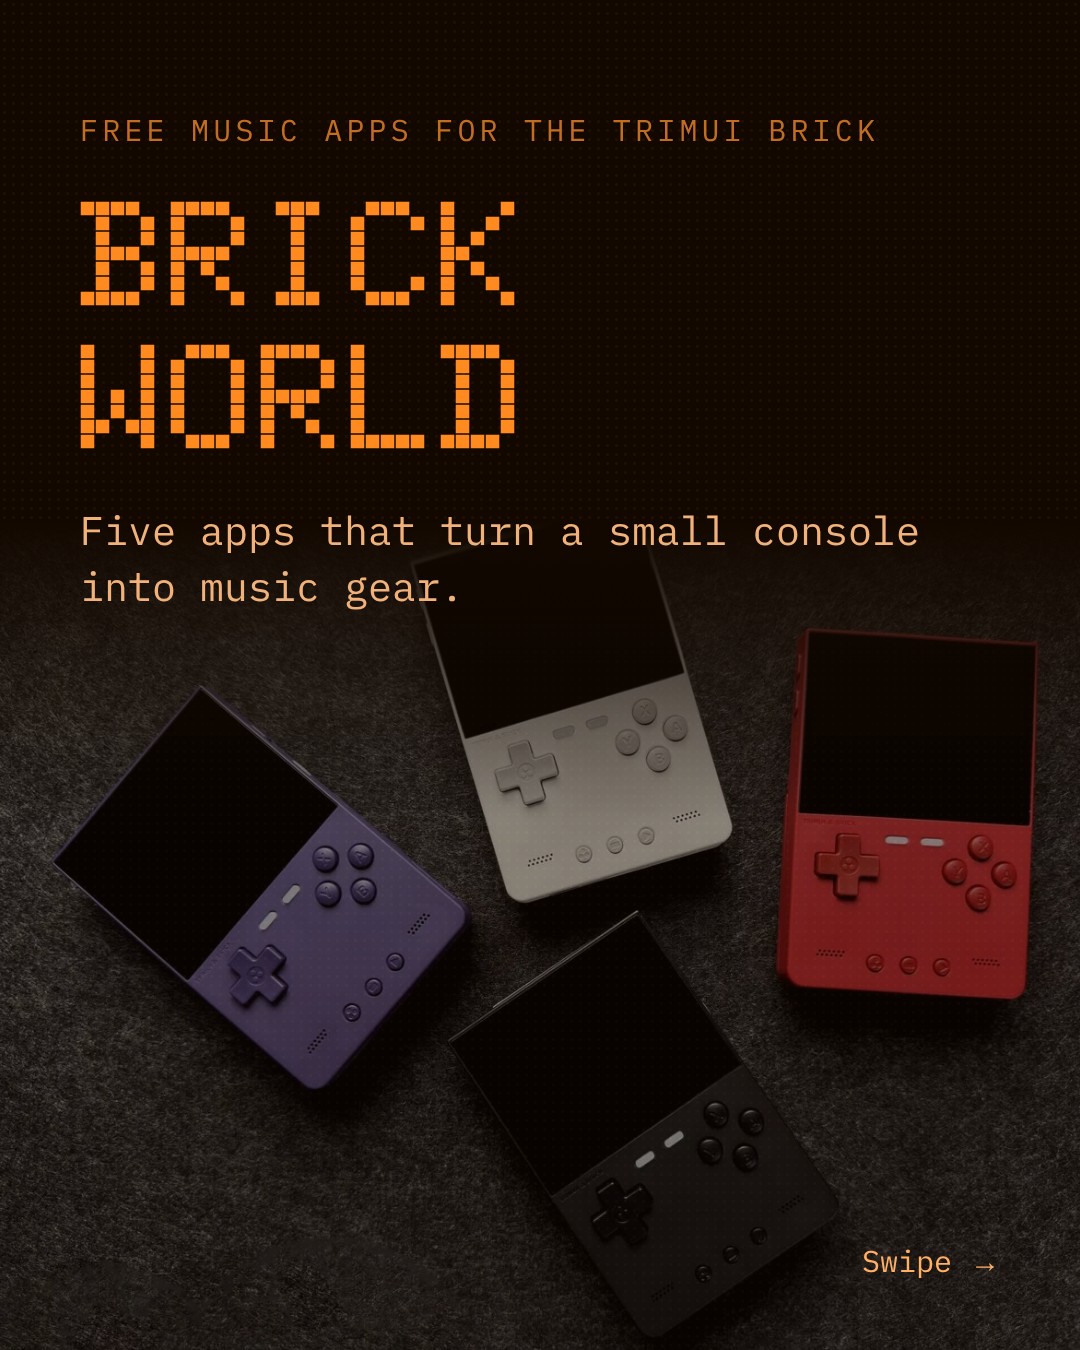 FREE MUSIC APPS FOR THE TRIMUI BRICK
BRICK
WORLD
Five apps that turn a small console
into music gear.
Swipe →